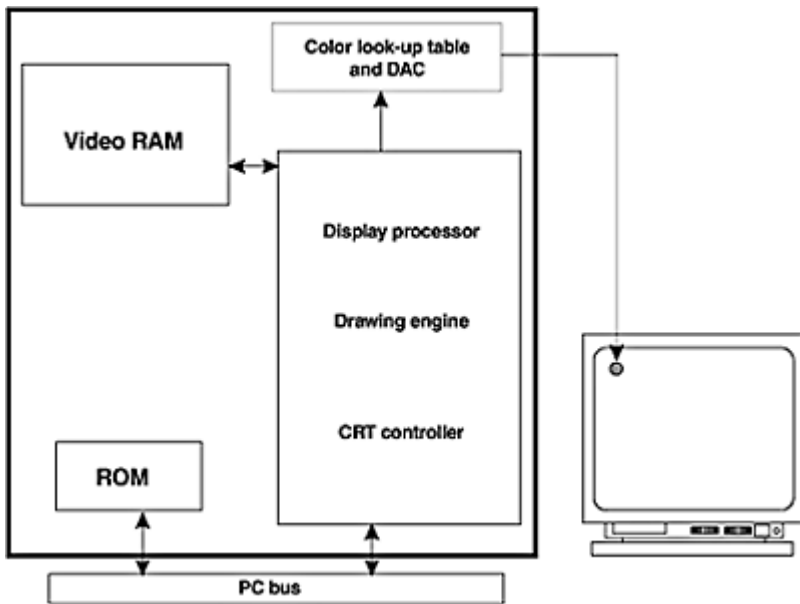 Color look-up table
and DAC
Video RAM
Display processor
Drawing engine
CRT controller
ROM
PC bus